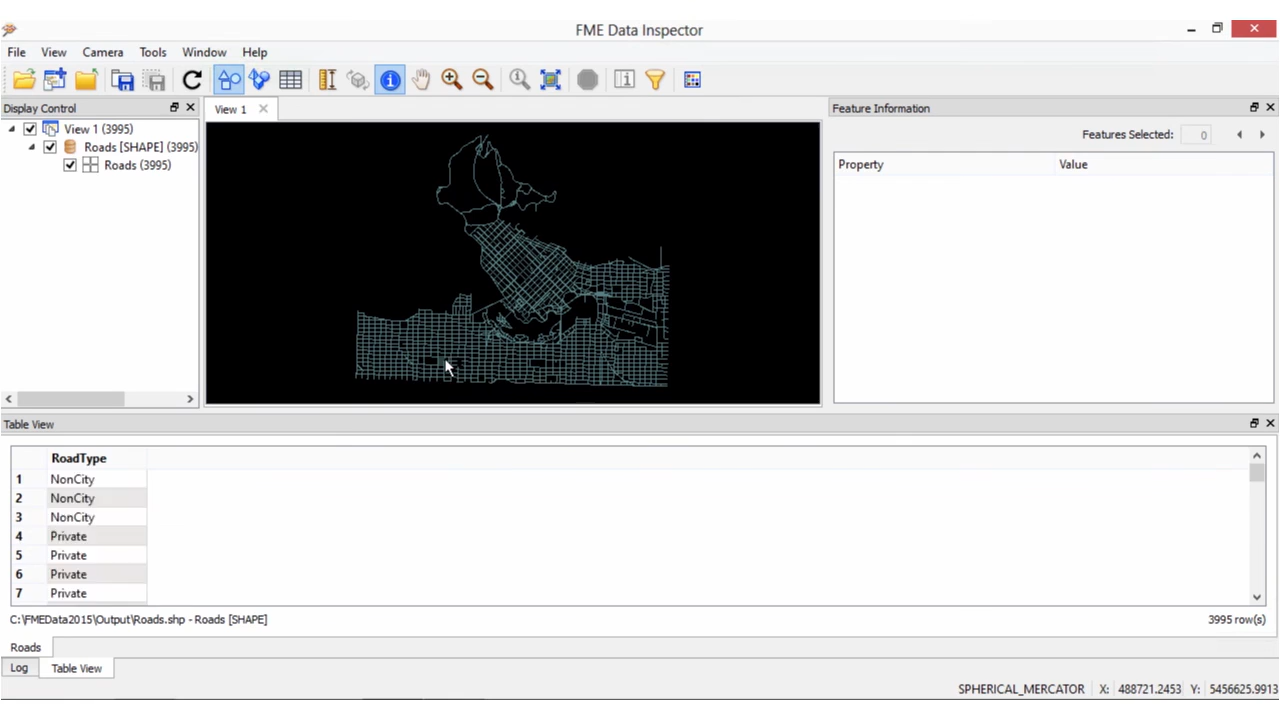 FME Data Inspector
File View Camera Tools Window Help
Display Control
View 1
Feature Information
View 1 (3995)
Roads [SHAPE] (3995)
Roads (3995)
Features Selected: 0
Property Value
Table View
RoadType
1 NonCity
2 NonCity
3 NonCity
4 Private
5 Private
6 Private
7 Private
C:\FMEData2015\Output\Roads.shp - Roads [SHAPE]
3995 row(s)
Roads
Log Table View
SPHERICAL_MERCATOR X: 488721.2453 Y: 5456625.9913